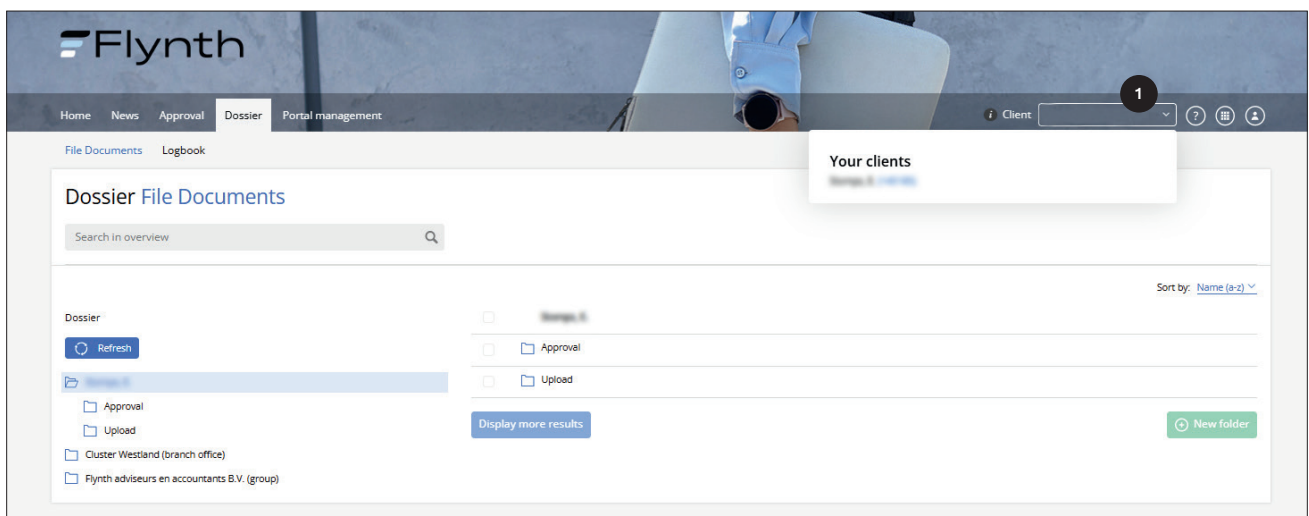 Flynth
1
Home News Approval Dossier Portal management
i Client ?
File Documents Logbook
Your clients
Dossier File Documents
Search in overview
Sort by: Name (a-z)
Dossier
Refresh
Approval
Upload
Approval
Upload
Display more results
New folder
Cluster Westland (branch office)
Flynth adviseurs en accountants B.V. (group)